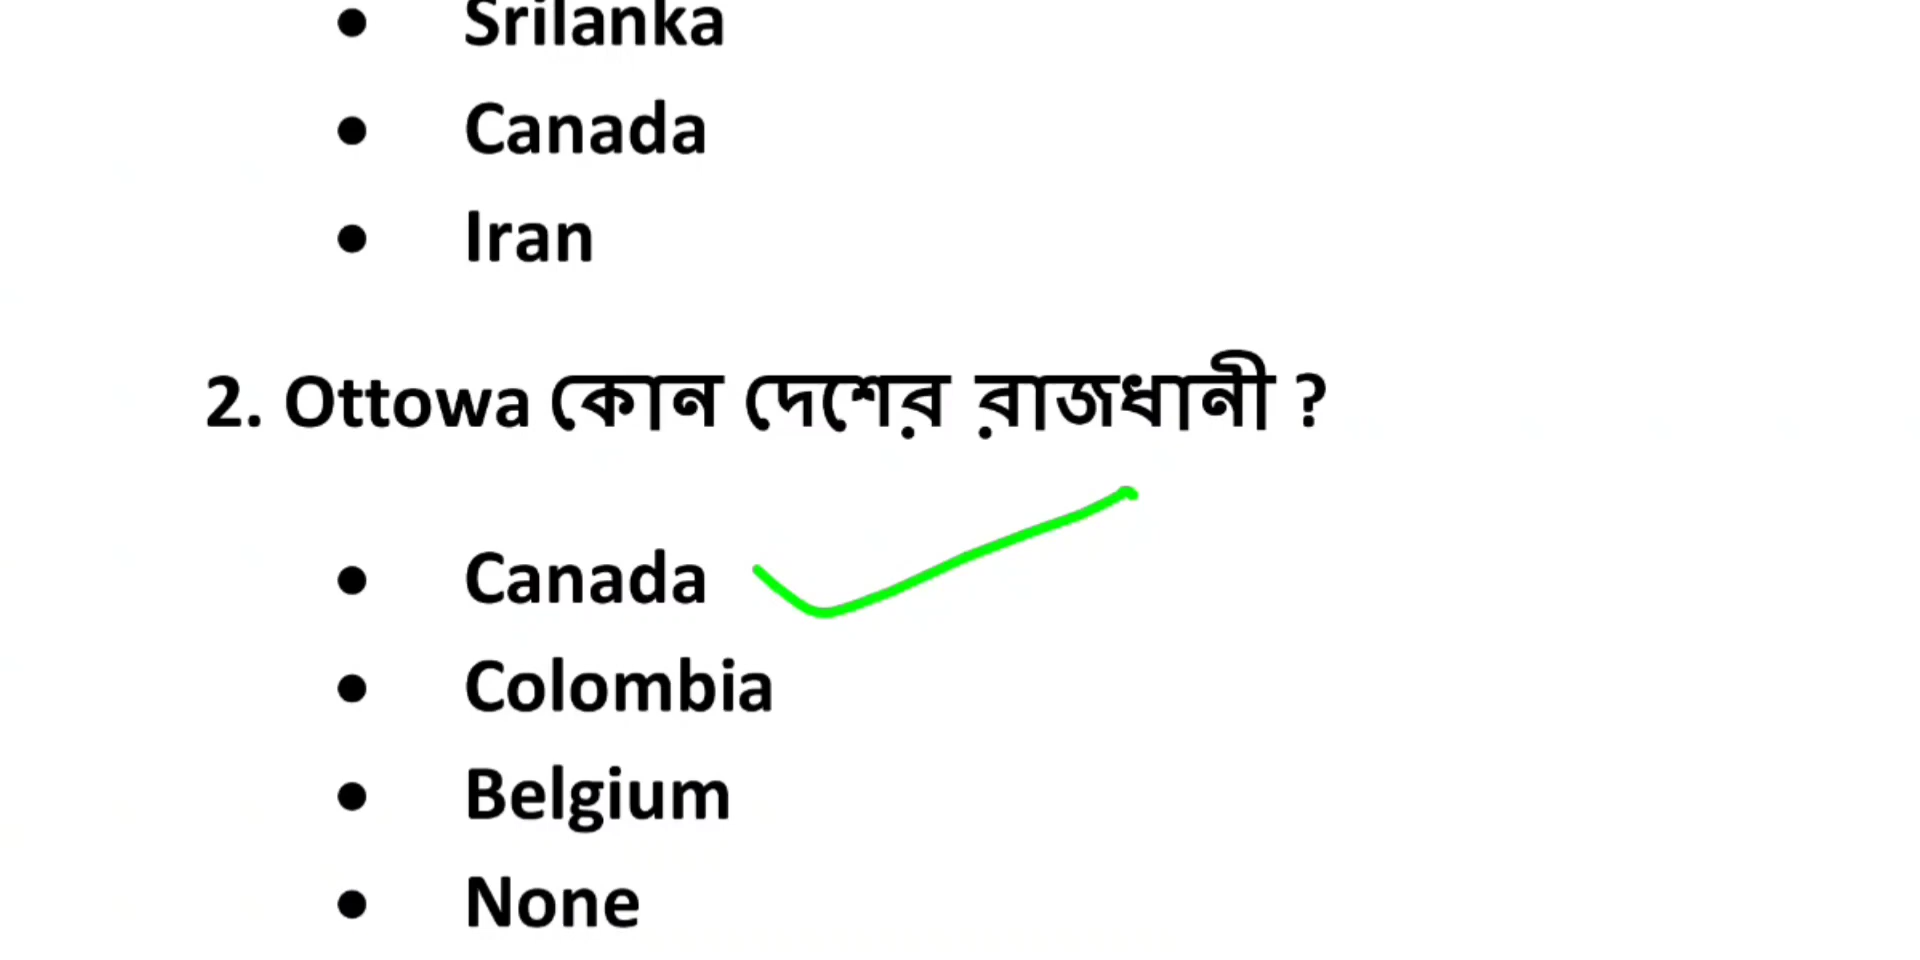 • Srilanka
• Canada
• Iran
2. Ottowa কোন দেশের রাজধানী ?
• Canada
• Colombia
• Belgium
• None